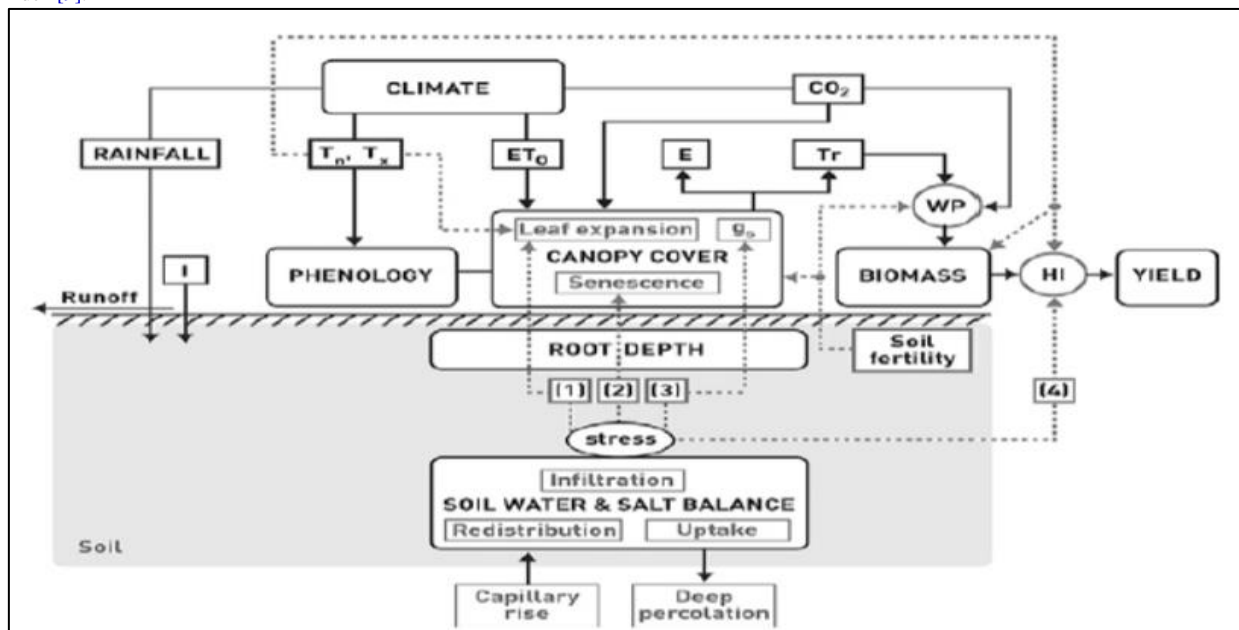 CLIMATE
CO₂
RAINFALL
Tn, Tx
ET0
E
Tr
WP
Leaf expansion
gs
CANOPY COVER
Senescence
I
PHENOLOGY
BIOMASS
HI
YIELD
Runoff
ROOT DEPTH
Soil
fertility
(1)
(2)
(3)
(4)
stress
Infiltration
SOIL WATER & SALT BALANCE
Redistribution
Uptake
Soil
Capillary
rise
Deep
percolation